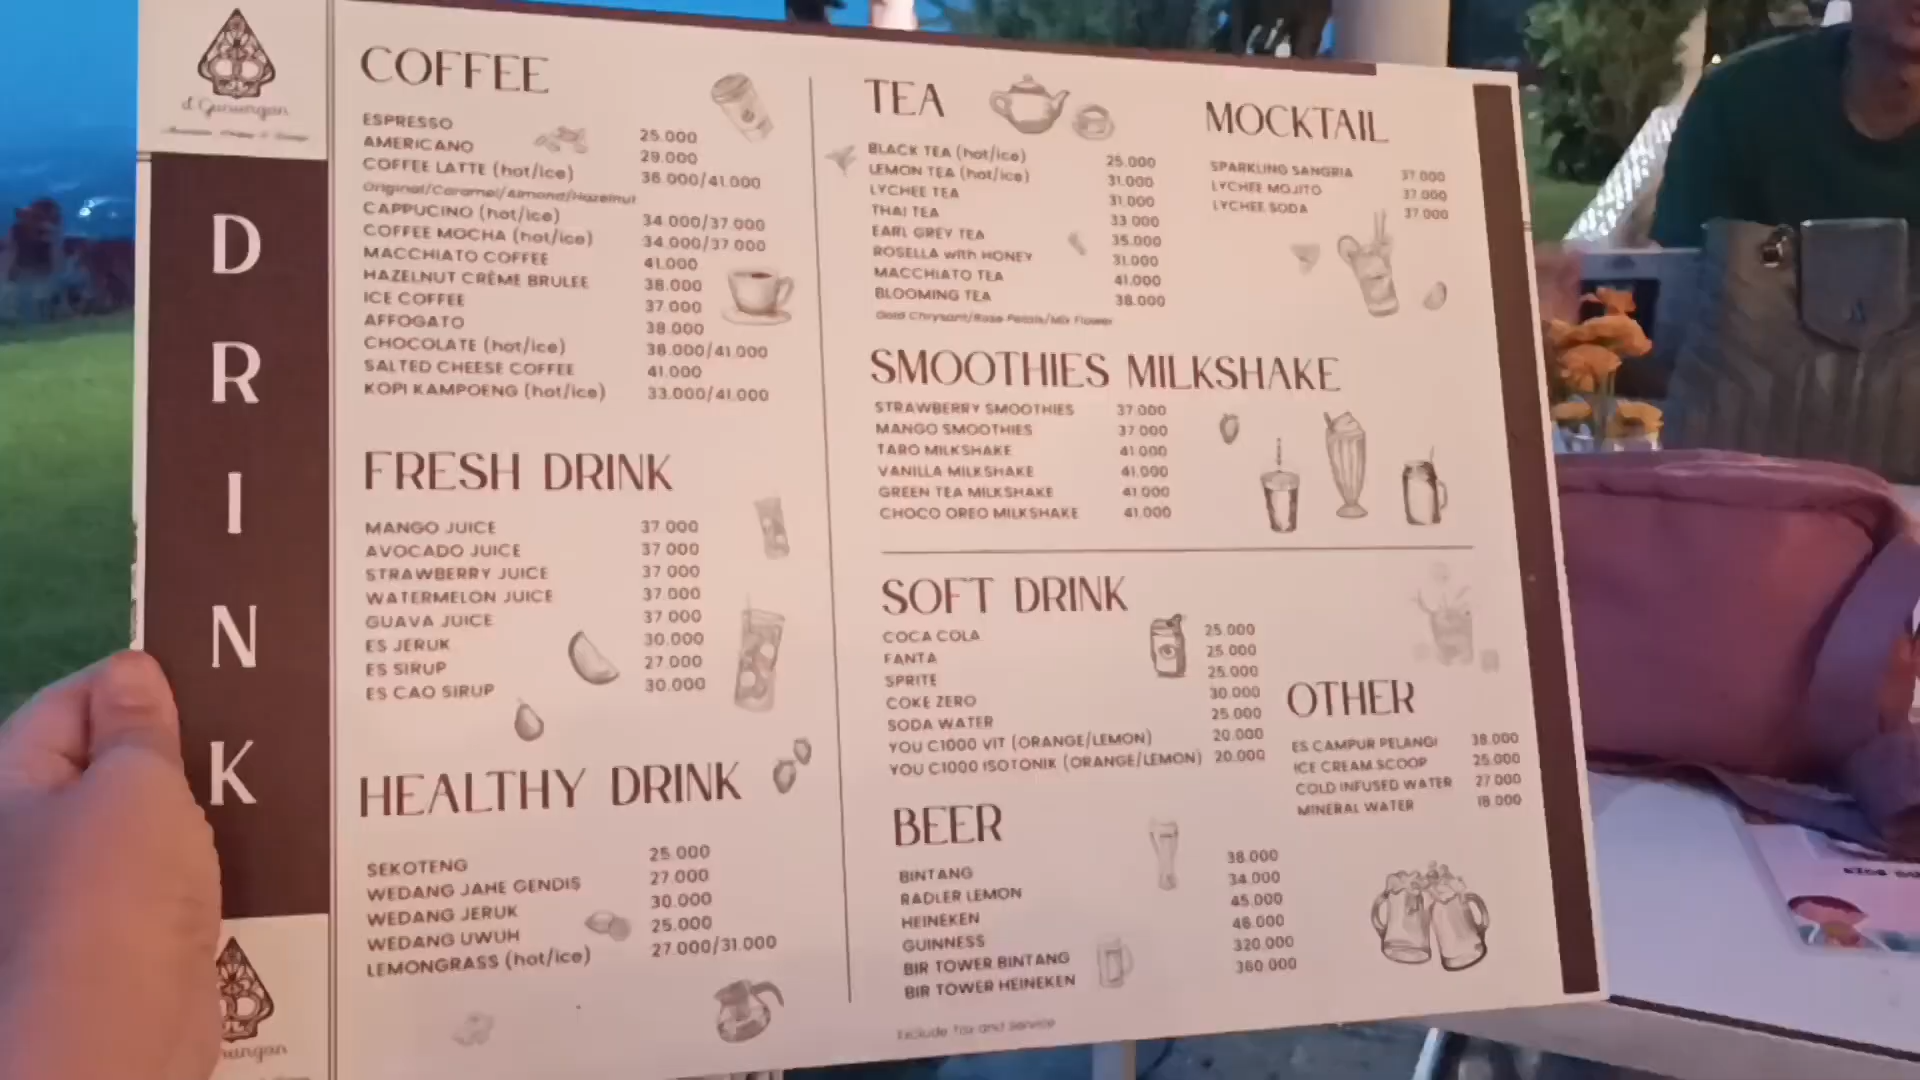 d'Gunungan
DRINK
COFFEE
ESPRESSO 25.000
AMERICANO 29.000
COFFEE LATTE (hot/ice) 38.000/41.000
Original/Caramel/Almond/Hazelnut
CAPPUCINO (hot/ice) 34.000/37.000
COFFEE MOCHA (hot/ice) 34.000/37.000
MACCHIATO COFFEE 41.000
HAZELNUT CRÈME BRULEE 38.000
ICE COFFEE 37.000
AFFOGATO 38.000
CHOCOLATE (hot/ice) 38.000/41.000
SALTED CHEESE COFFEE 41.000
KOPI KAMPOENG (hot/ice) 33.000/41.000
FRESH DRINK
MANGO JUICE 37.000
AVOCADO JUICE 37.000
STRAWBERRY JUICE 37.000
WATERMELON JUICE 37.000
GUAVA JUICE 37.000
ES JERUK 30.000
ES SIRUP 27.000
ES CAO SIRUP 30.000
HEALTHY DRINK
SEKOTENG 25.000
WEDANG JAHE GENDIS 27.000
WEDANG JERUK 30.000
WEDANG UWUH 25.000
LEMONGRASS (hot/ice) 27.000/31.000
TEA
BLACK TEA (hot/ice) 25.000
LEMON TEA (hot/ice) 31.000
LYCHEE TEA 31.000
THAI TEA 33.000
EARL GREY TEA 35.000
ROSELLA with HONEY 31.000
MACCHIATO TEA 41.000
BLOOMING TEA 38.000
Gold Chrysant/Rose Petals/Mix Flower
MOCKTAIL
SPARKLING SANGRIA 37.000
LYCHEE MOJITO 37.000
LYCHEE SODA 37.000
SMOOTHIES MILKSHAKE
STRAWBERRY SMOOTHIES 37.000
MANGO SMOOTHIES 37.000
TARO MILKSHAKE 41.000
VANILLA MILKSHAKE 41.000
GREEN TEA MILKSHAKE 41.000
CHOCO OREO MILKSHAKE 41.000
SOFT DRINK
COCA COLA 25.000
FANTA 25.000
SPRITE 25.000
COKE ZERO 30.000
SODA WATER 25.000
YOU C1000 VIT (ORANGE/LEMON) 20.000
YOU C1000 ISOTONIK (ORANGE/LEMON) 20.000
OTHER
ES CAMPUR PELANGI 38.000
ICE CREAM SCOOP 25.000
COLD INFUSED WATER 27.000
MINERAL WATER 18.000
BEER
BINTANG 38.000
RADLER LEMON 34.000
HEINEKEN 45.000
GUINNESS 46.000
BIR TOWER BINTANG 320.000
BIR TOWER HEINEKEN 360.000
Exclude Tax and Service